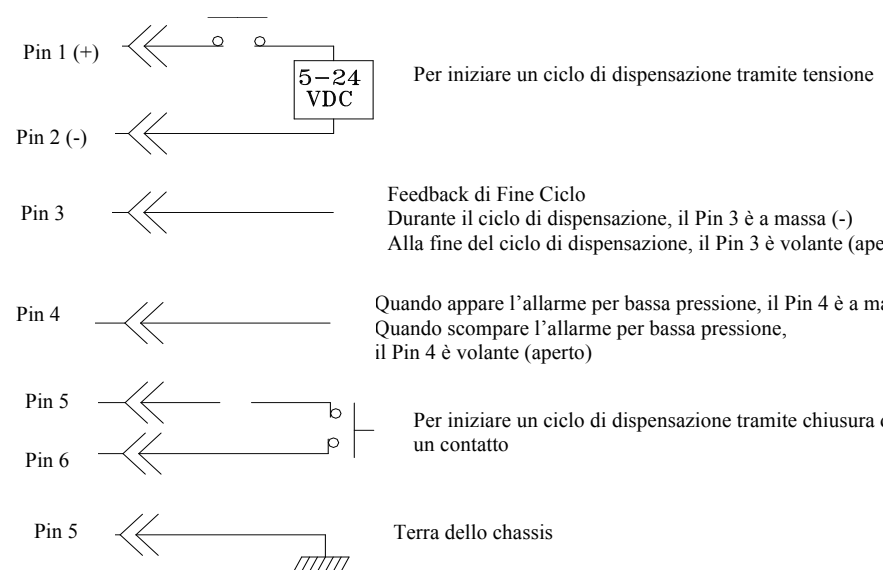 Pin 1 (+)
5-24
VDC
Per iniziare un ciclo di dispensazione tramite tensione
Pin 2 (-)
Pin 3
Feedback di Fine Ciclo
Durante il ciclo di dispensazione, il Pin 3 è a massa (-)
Alla fine del ciclo di dispensazione, il Pin 3 è volante
Pin 4
Quando appare l’allarme per bassa pressione, il Pin 4 è a
Quando scompare l’allarme per bassa pressione,
il Pin 4 è volante (aperto)
Pin 5
Pin 6
Per iniziare un ciclo di dispensazione tramite chiusura
un contatto
Pin 5
Terra dello chassis